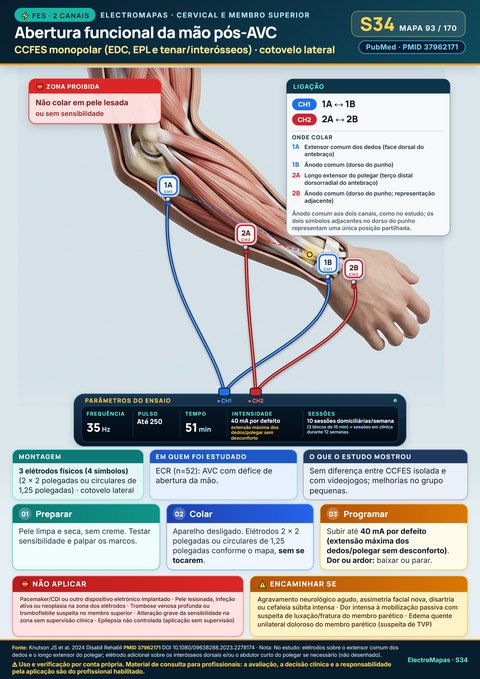 FES · 2 CANAIS
ELECTROMAPAS · CERVICAL E MEMBRO SUPERIOR
Abertura funcional da mão pós-AVC
CCFES monopolar (EDC, EPL e tenar/interósseos) · cotovelo lateral
S34 MAPA 93 / 170
PubMed · PMID 37962171
ZONA PROIBIDA
Não colar em pele lesada
ou sem sensibilidade
LIGAÇÃO
CH1 1A ↔ 1B
CH2 2A ↔ 2B
ONDE COLAR
1A Extensor comum dos dedos (face dorsal do
antebraço)
1B Ânodo comum (dorso do punho)
2A Longo extensor do polegar (terço distal
dorsorradial do antebraço)
2B Ânodo comum (dorso do punho; representação
adjacente)
Ânodo comum aos dois canais, como no estudo; os
dois símbolos adjacentes no dorso do punho
representam uma única posição partilhada.
1A
CH1
2A
CH2
1B
CH1
2B
CH2
CH1
CH2
PARÂMETROS DO ENSAIO
FREQUÊNCIA
35 Hz
PULSO
Até 250
TEMPO
51 min
INTENSIDADE
40 mA por defeito
extensão máxima dos
dedos/polegar sem
desconforto
SESSÕES
10 sessões domiciliárias/semana
(3 blocos de 15 min) + sessões em clínica
durante 12 semanas
MONTAGEM
3 elétrodos físicos (4 símbolos)
(2 × 2 polegadas ou circulares de
1,25 polegadas) · cotovelo lateral
EM QUEM FOI ESTUDADO
ECR (n=52): AVC com défice de
abertura da mão.
O QUE O ESTUDO MOSTROU
Sem diferença entre CCFES isolada e
com videojogos; melhorias no grupo
pequenas.
01 Preparar
Pele limpa e seca, sem creme. Testar
sensibilidade e palpar os marcos.
02 Colar
Aparelho desligado. Elétrodos 2 × 2
polegadas ou circulares de 1,25
polegadas conforme o mapa, sem se
tocarem.
03 Programar
Subir até 40 mA por defeito
(extensão máxima dos
dedos/polegar sem desconforto).
Dor ou ardor: baixar ou parar.
NÃO APLICAR
Pacemaker/CDI ou outro dispositivo eletrónico implantado · Pele lesionada, infeção
ativa ou neoplasia na zona dos elétrodos · Trombose venosa profunda ou
tromboflebite suspeita no membro superior · Alteração grave da sensibilidade na
zona sem supervisão clínica · Epilepsia não controlada (aplicação sem supervisão)
ENCAMINHAR SE
Agravamento neurológico agudo, assimetria facial nova, disartria
ou cefaleia súbita intensa · Dor intensa à mobilização passiva com
suspeita de luxação/fratura do membro parético · Edema quente
unilateral doloroso do membro parético (suspeita de TVP)
Fonte: Knutson JS et al. 2024 Disabil Rehabil PMID 37962171 DOI 10.1080/09638288.2023.2278174 · Nota: No estudo: elétrodos sobre o extensor comum dos
dedos e o longo extensor do polegar; elétrodo adicional sobre os interósseos dorsais e/ou o abdutor curto do polegar se necessário (não desenhado).
Uso e verificação por conta própria. Material de consulta para profissionais: a avaliação, a decisão clínica e a responsabilidade
pela aplicação são do profissional habilitado.
ElectroMapas · S34